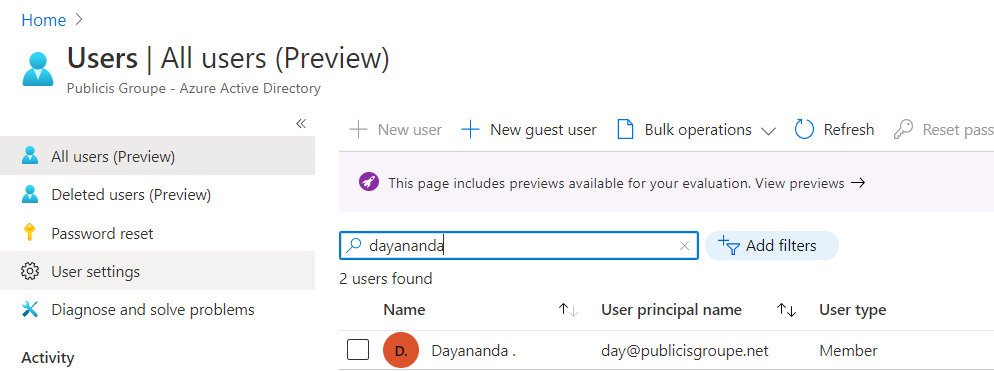 Home >
Users | All users (Preview)
Publicis Groupe - Azure Active Directory
«
All users (Preview)
Deleted users (Preview)
Password reset
User settings
Diagnose and solve problems
Activity
+ New user + New guest user Bulk operations Refresh Reset pass
This page includes previews available for your evaluation. View previews →
dayananda × Add filters
2 users found
Name ↑↓ User principal name ↑↓ User type
D. Dayananda . day@publicisgroupe.net Member